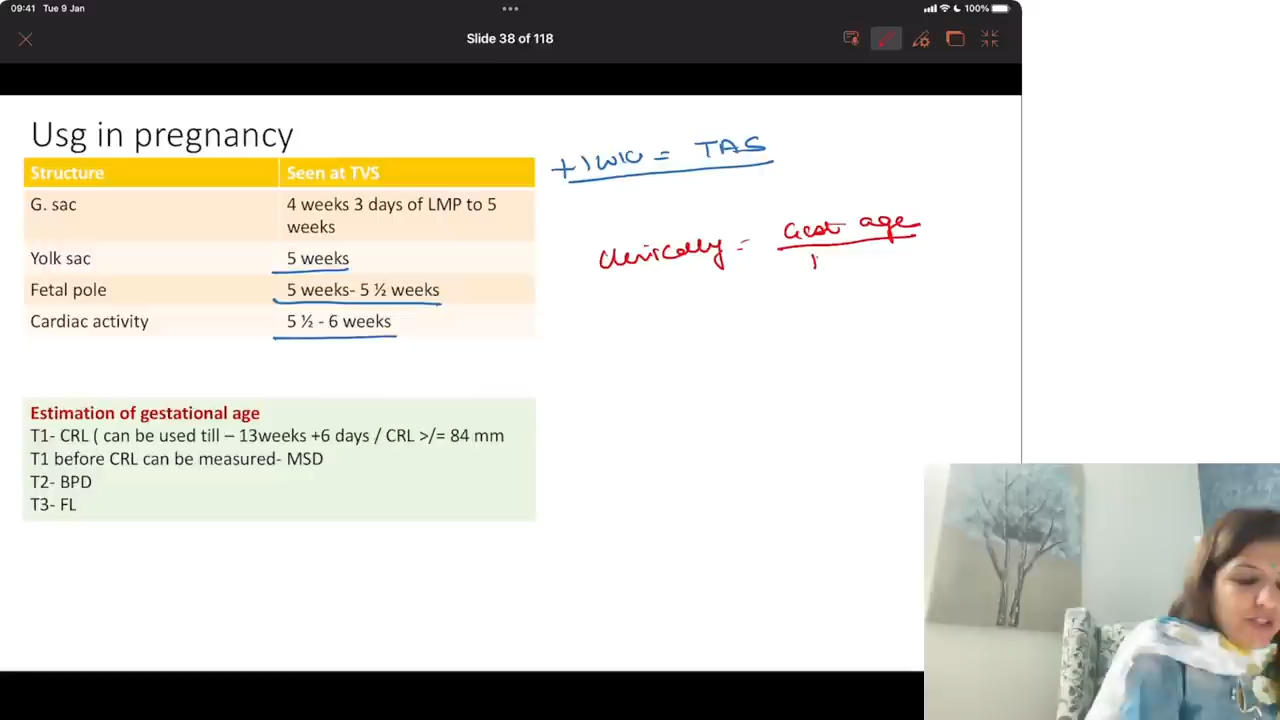 09:41 Tue 9 Jan
100%
Slide 38 of 118
Usg in pregnancy
+1 wk = TAS
Structure Seen at TVS
G. sac 4 weeks 3 days of LMP to 5
weeks
Yolk sac 5 weeks
Fetal pole 5 weeks- 5 ½ weeks
Cardiac activity 5 ½ - 6 weeks
Clinically = Gest age
Estimation of gestational age
T1- CRL ( can be used till – 13weeks +6 days / CRL >/= 84 mm
T1 before CRL can be measured- MSD
T2- BPD
T3- FL